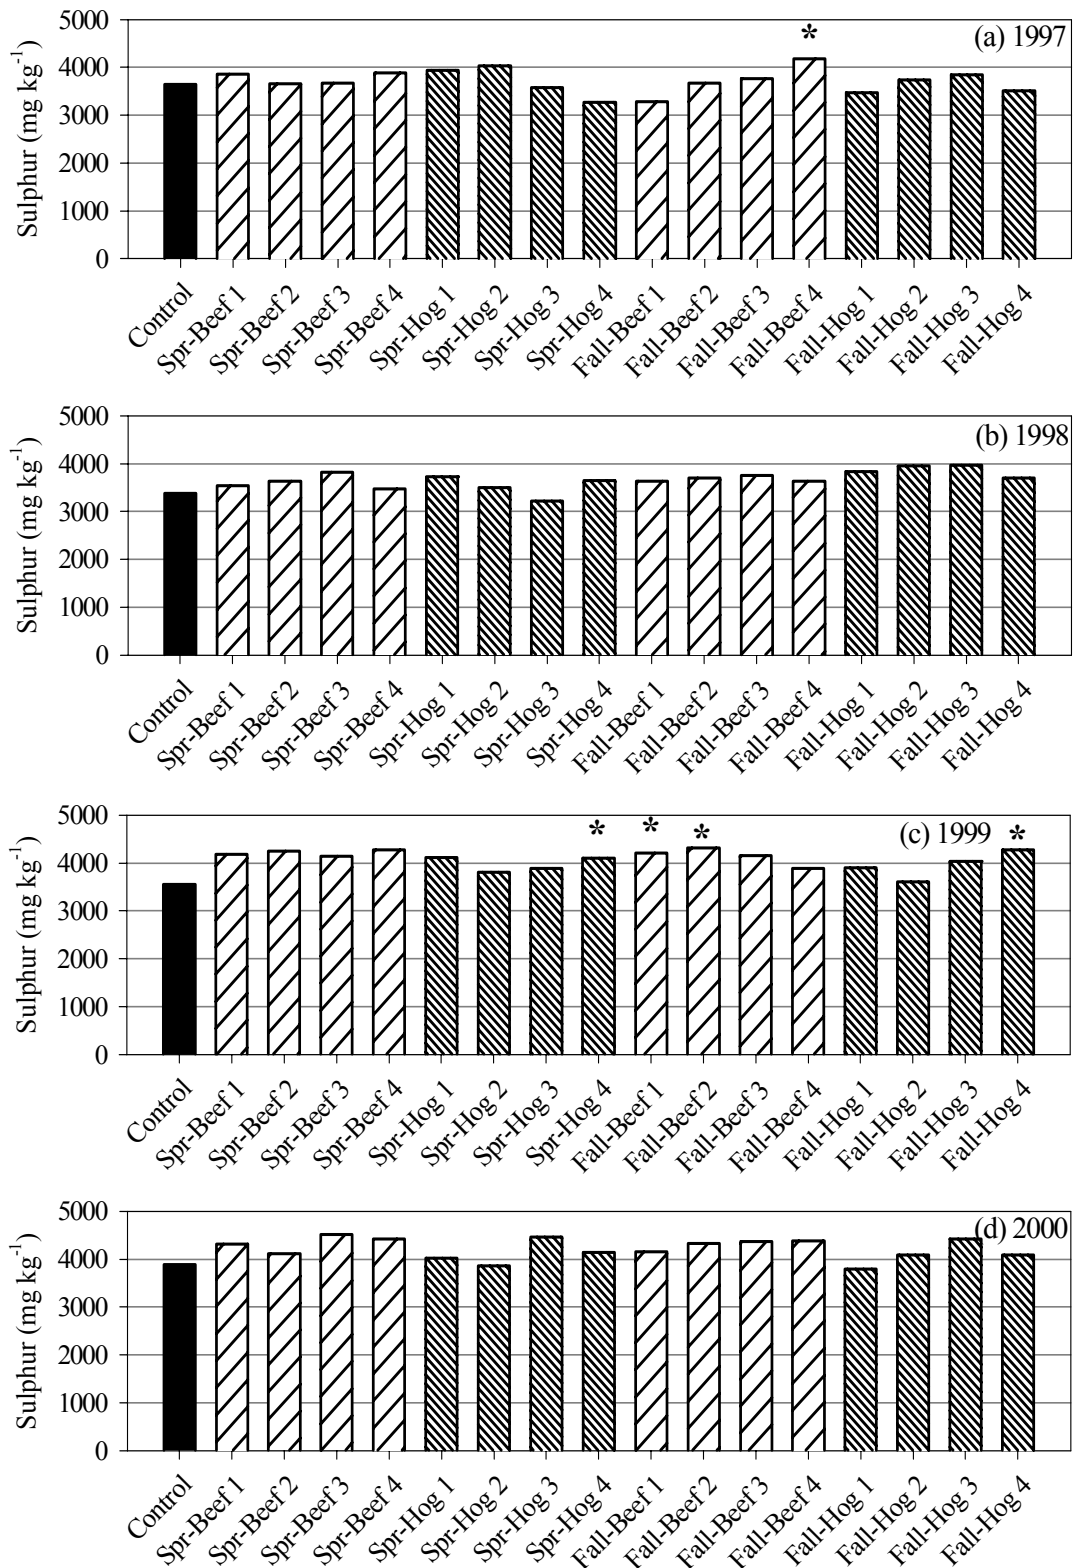 (a) 1997
Sulphur (mg kg-1)
5000
4000
3000
2000
1000
0
*
Control
Spr-Beef 1
Spr-Beef 2
Spr-Beef 3
Spr-Beef 4
Spr-Hog 1
Spr-Hog 2
Spr-Hog 3
Spr-Hog 4
Fall-Beef 1
Fall-Beef 2
Fall-Beef 3
Fall-Beef 4
Fall-Hog 1
Fall-Hog 2
Fall-Hog 3
Fall-Hog 4
(b) 1998
Sulphur (mg kg-1)
5000
4000
3000
2000
1000
0
Control
Spr-Beef 1
Spr-Beef 2
Spr-Beef 3
Spr-Beef 4
Spr-Hog 1
Spr-Hog 2
Spr-Hog 3
Spr-Hog 4
Fall-Beef 1
Fall-Beef 2
Fall-Beef 3
Fall-Beef 4
Fall-Hog 1
Fall-Hog 2
Fall-Hog 3
Fall-Hog 4
(c) 1999
Sulphur (mg kg-1)
5000
4000
3000
2000
1000
0
* * * *
Control
Spr-Beef 1
Spr-Beef 2
Spr-Beef 3
Spr-Beef 4
Spr-Hog 1
Spr-Hog 2
Spr-Hog 3
Spr-Hog 4
Fall-Beef 1
Fall-Beef 2
Fall-Beef 3
Fall-Beef 4
Fall-Hog 1
Fall-Hog 2
Fall-Hog 3
Fall-Hog 4
(d) 2000
Sulphur (mg kg-1)
5000
4000
3000
2000
1000
0
Control
Spr-Beef 1
Spr-Beef 2
Spr-Beef 3
Spr-Beef 4
Spr-Hog 1
Spr-Hog 2
Spr-Hog 3
Spr-Hog 4
Fall-Beef 1
Fall-Beef 2
Fall-Beef 3
Fall-Beef 4
Fall-Hog 1
Fall-Hog 2
Fall-Hog 3
Fall-Hog 4